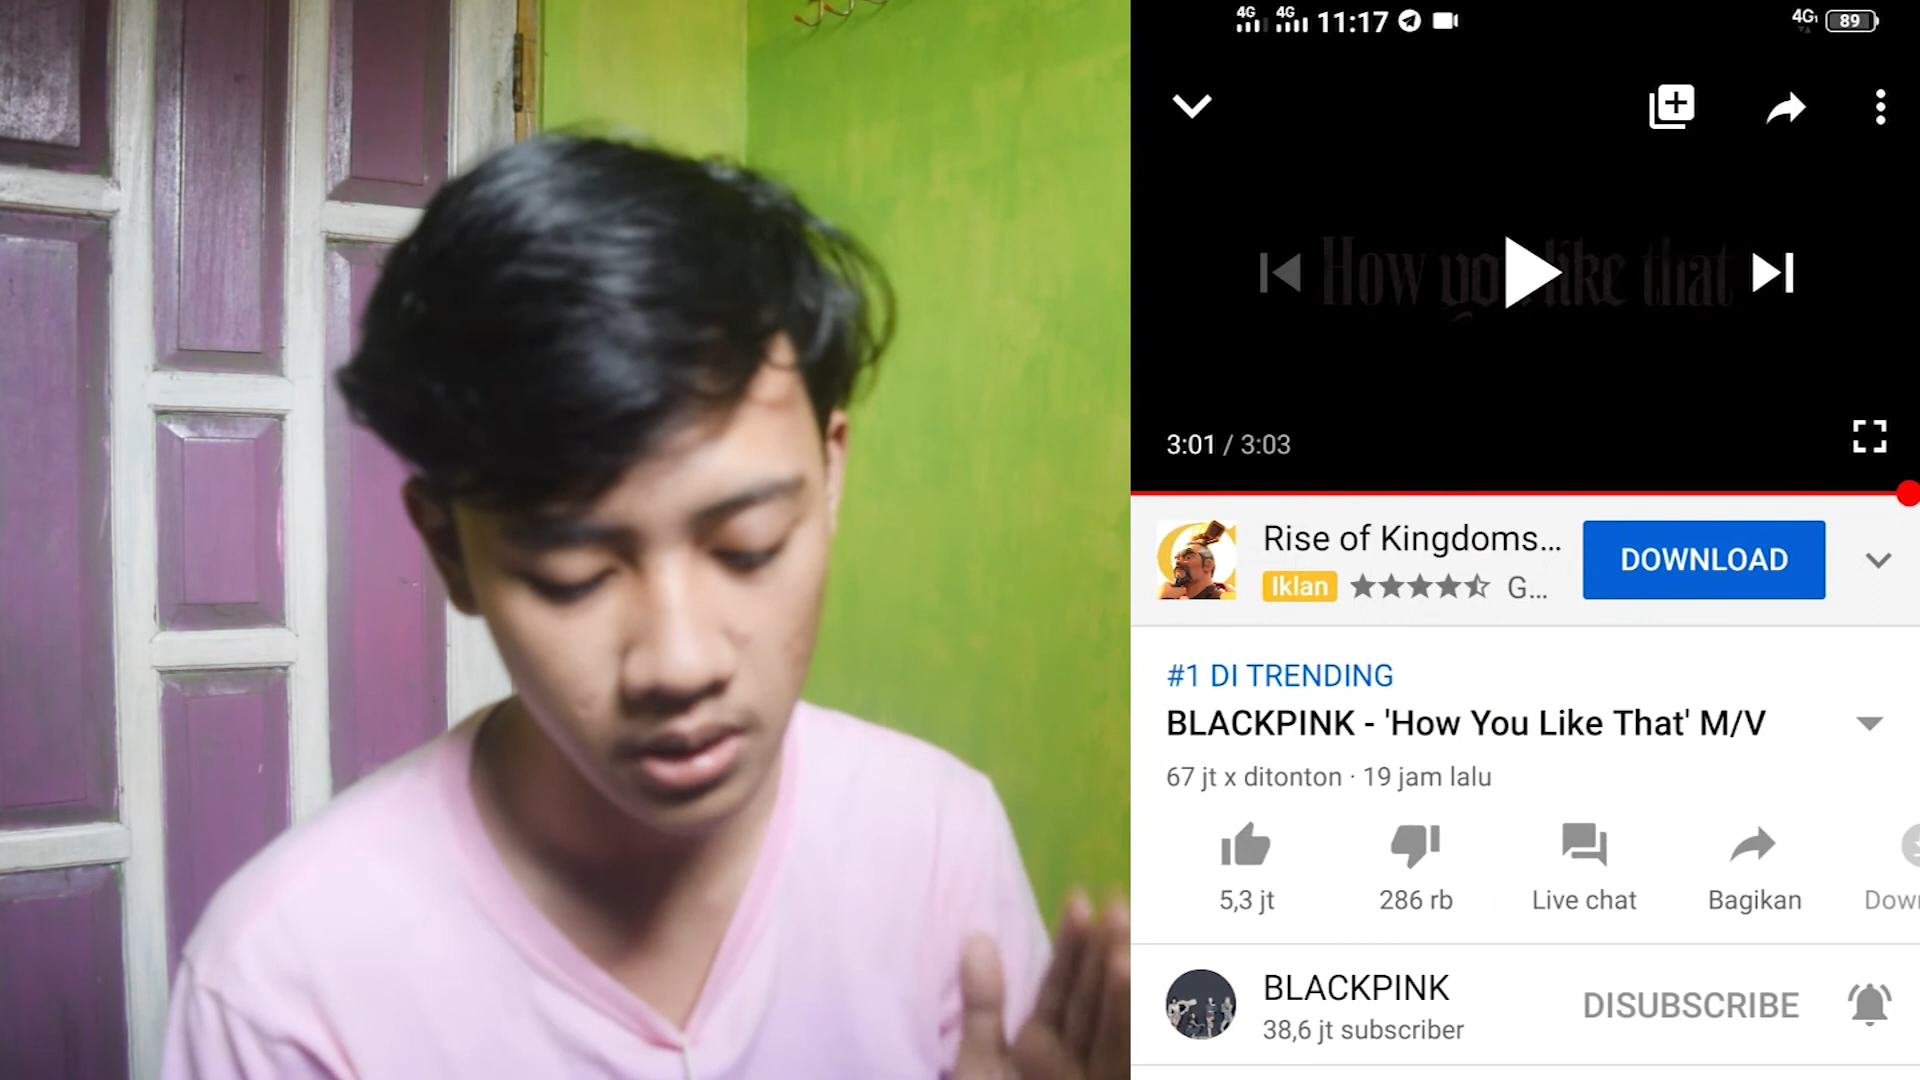 4G 4G 11:17 4G 89
How you like that
3:01 / 3:03
Rise of Kingdoms...
DOWNLOAD
Iklan G...
#1 DI TRENDING
BLACKPINK - 'How You Like That' M/V
67 jt x ditonton · 19 jam lalu
5,3 jt
286 rb
Live chat
Bagikan
Down
BLACKPINK
DISUBSCRIBE
38,6 jt subscriber